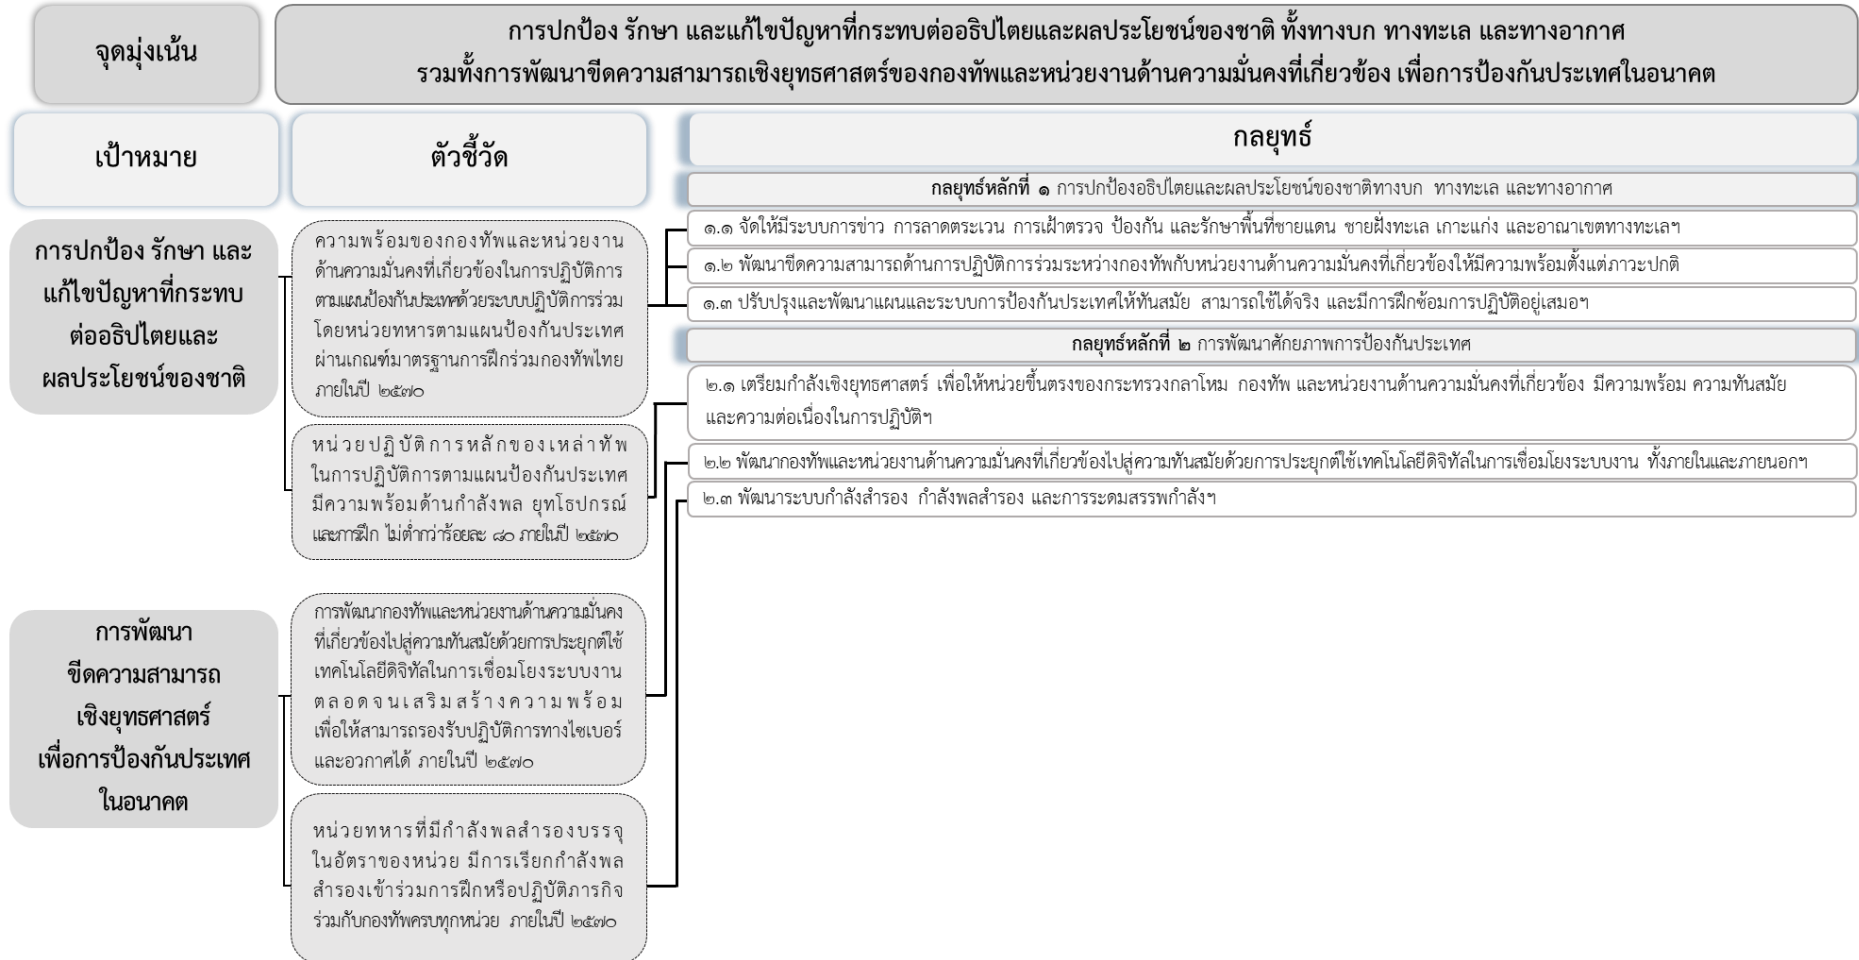 จุดมุ่งเน้น
การปกป้อง รักษา และแก้ไขปัญหาที่กระทบต่ออธิปไตยและผลประโยชน์ของชาติ ทั้งทางบก ทางทะเล และทางอากาศ
รวมทั้งการพัฒนาขีดความสามารถเชิงยุทธศาสตร์ของกองทัพและหน่วยงานด้านความมั่นคงที่เกี่ยวข้อง เพื่อการป้องกันประเทศในอนาคต
เป้าหมาย
ตัวชี้วัด
กลยุทธ์
การปกป้อง รักษา และ
แก้ไขปัญหาที่กระทบ
ต่ออธิปไตยและ
ผลประโยชน์ของชาติ
ความพร้อมของกองทัพและหน่วยงาน
ด้านความมั่นคงที่เกี่ยวข้องในการปฏิบัติการ
ตามแผนป้องกันประเทศด้วยระบบปฏิบัติการร่วม
โดยหน่วยทหารตามแผนป้องกันประเทศ
ผ่านเกณฑ์มาตรฐานการฝึกร่วมกองทัพไทย
ภายในปี ๒๕๗๐
หน่วยปฏิบัติการหลักของเหล่าทัพ
ในการปฏิบัติการตามแผนป้องกันประเทศ
มีความพร้อมด้านกำลังพล ยุทโธปกรณ์
และการฝึก ไม่ต่ำกว่าร้อยละ ๘๐ ภายในปี ๒๕๗๐
กลยุทธ์หลักที่ ๑ การปกป้องอธิปไตยและผลประโยชน์ของชาติทางบก ทางทะเล และทางอากาศ
๑.๑ จัดให้มีระบบการข่าว การลาดตระเวน การเฝ้าตรวจ ป้องกัน และรักษาพื้นที่ชายแดน ชายฝั่งทะเล เกาะแก่ง และอาณาเขตทางทะเลฯ
๑.๒ พัฒนาขีดความสามารถด้านการปฏิบัติการร่วมระหว่างกองทัพกับหน่วยงานด้านความมั่นคงที่เกี่ยวข้องให้มีความพร้อมตั้งแต่ภาวะปกติ
๑.๓ ปรับปรุงและพัฒนาแผนและระบบการป้องกันประเทศให้ทันสมัย สามารถใช้ได้จริง และมีการฝึกซ้อมการปฏิบัติอยู่เสมอฯ
กลยุทธ์หลักที่ ๒ การพัฒนาศักยภาพการป้องกันประเทศ
๒.๑ เตรียมกำลังเชิงยุทธศาสตร์ เพื่อให้หน่วยขึ้นตรงของกระทรวงกลาโหม กองทัพ และหน่วยงานด้านความมั่นคงที่เกี่ยวข้อง มีความพร้อม ความทันสมัย
และความต่อเนื่องในการปฏิบัติฯ
๒.๒ พัฒนากองทัพและหน่วยงานด้านความมั่นคงที่เกี่ยวข้องไปสู่ความทันสมัยด้วยการประยุกต์ใช้เทคโนโลยีดิจิทัลในการเชื่อมโยงระบบงาน ทั้งภายในและภายนอกฯ
๒.๓ พัฒนาระบบกำลังสำรอง กำลังพลสำรอง และการระดมสรรพกำลังฯ
การพัฒนา
ขีดความสามารถ
เชิงยุทธศาสตร์
เพื่อการป้องกันประเทศ
ในอนาคต
การพัฒนากองทัพและหน่วยงานด้านความมั่นคง
ที่เกี่ยวข้องไปสู่ความทันสมัยด้วยการประยุกต์ใช้
เทคโนโลยีดิจิทัลในการเชื่อมโยงระบบงาน
ตลอดจนเสริมสร้างความพร้อม
เพื่อให้สามารถรองรับปฏิบัติการทางไซเบอร์
และอวกาศได้ ภายในปี ๒๕๗๐
หน่วยทหารที่มีกำลังพลสำรองบรรจุ
ในอัตราของหน่วย มีการเรียกกำลังพล
สำรองเข้าร่วมการฝึกหรือปฏิบัติภารกิจ
ร่วมกับกองทัพครบทุกหน่วย ภายในปี ๒๕๗๐